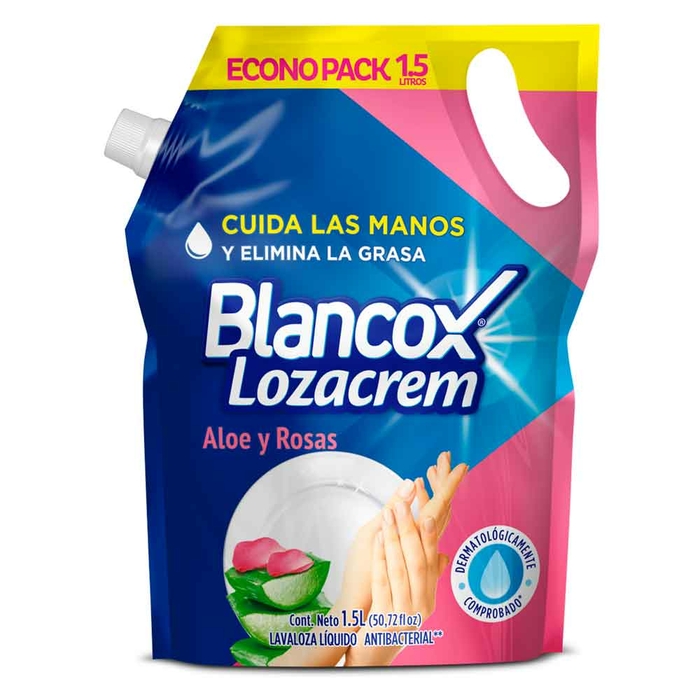 ECONO PACK 1.5
LITROS
CUIDA LAS MANOS
Y ELIMINA LA GRASA
Blancox®
Lozacrem
Aloe y Rosas
DERMATOLÓGICAMENTE
COMPROBADO*
Cont. Neto 1.5L (50,72 fl oz)
LAVALOZA LÍQUIDO ANTIBACTERIAL**